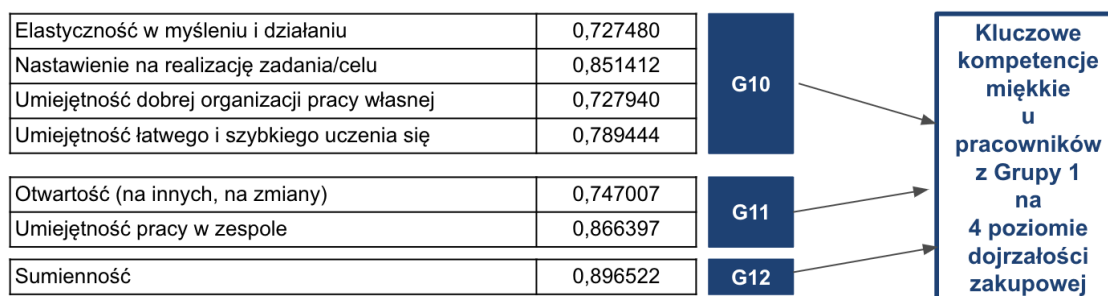 Elastyczność w myśleniu i działaniu 0,727480
Nastawienie na realizację zadania/celu 0,851412
Umiejętność dobrej organizacji pracy własnej 0,727940
Umiejętność łatwego i szybkiego uczenia się 0,789444
G10
Otwartość (na innych, na zmiany) 0,747007
Umiejętność pracy w zespole 0,866397
G11
Sumienność 0,896522
G12
Kluczowe
kompetencje
miękkie
u
pracowników
z Grupy 1
na
4 poziomie
dojrzałości
zakupowej